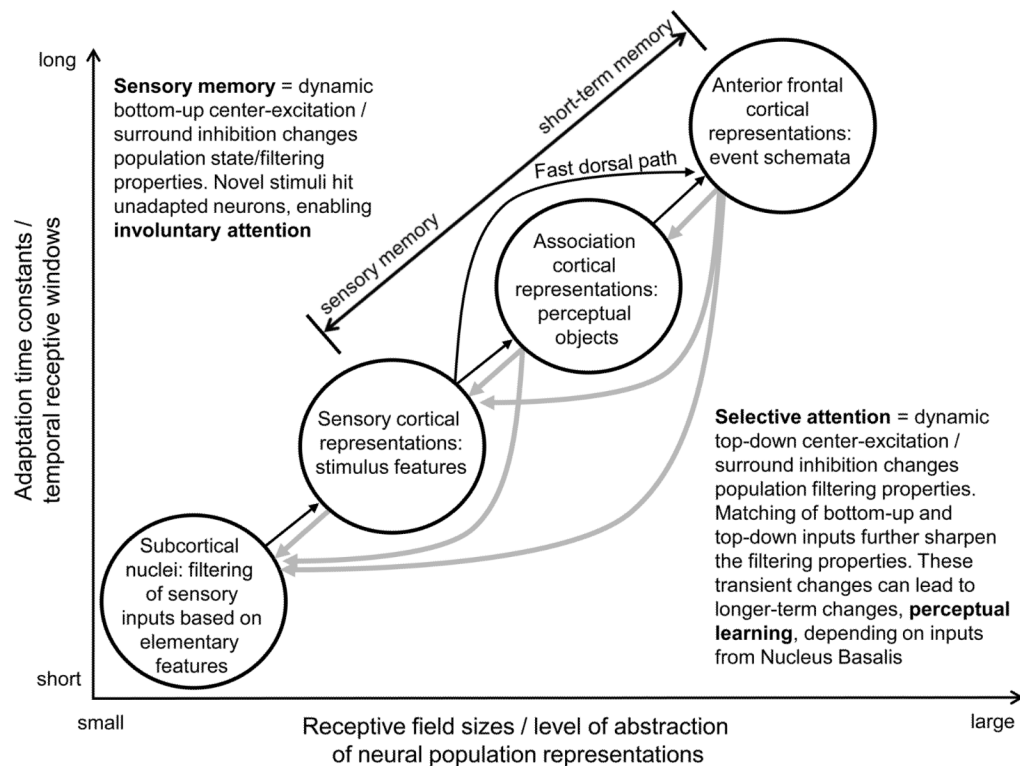 long
Sensory memory = dynamic
bottom-up center-excitation /
surround inhibition changes
population state/filtering
properties. Novel stimuli hit
unadapted neurons, enabling
involuntary attention
short-term memory
sensory memory
Fast dorsal path
Anterior frontal
cortical
representations:
event schemata
Association
cortical
representations:
perceptual
objects
Sensory cortical
representations:
stimulus features
Subcortical
nuclei: filtering
of sensory
inputs based on
elementary
features
Selective attention = dynamic
top-down center-excitation /
surround inhibition changes
population filtering properties.
Matching of bottom-up and
top-down inputs further sharpen
the filtering properties. These
transient changes can lead to
longer-term changes, perceptual
learning, depending on inputs
from Nucleus Basalis
Adaptation time constants /
temporal receptive windows
short
small
large
Receptive field sizes / level of abstraction
of neural population representations